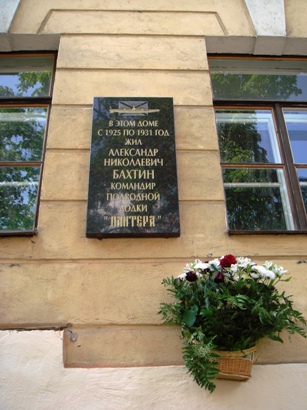 В ЭТОМ ДОМЕ
С 1925 ПО 1931 ГОД
ЖИЛ
АЛЕКСАНДР
НИКОЛАЕВИЧ
БАХТИН
КОМАНДИР
ПОДВОДНОЙ
ЛОДКИ
"ПАНТЕРА"